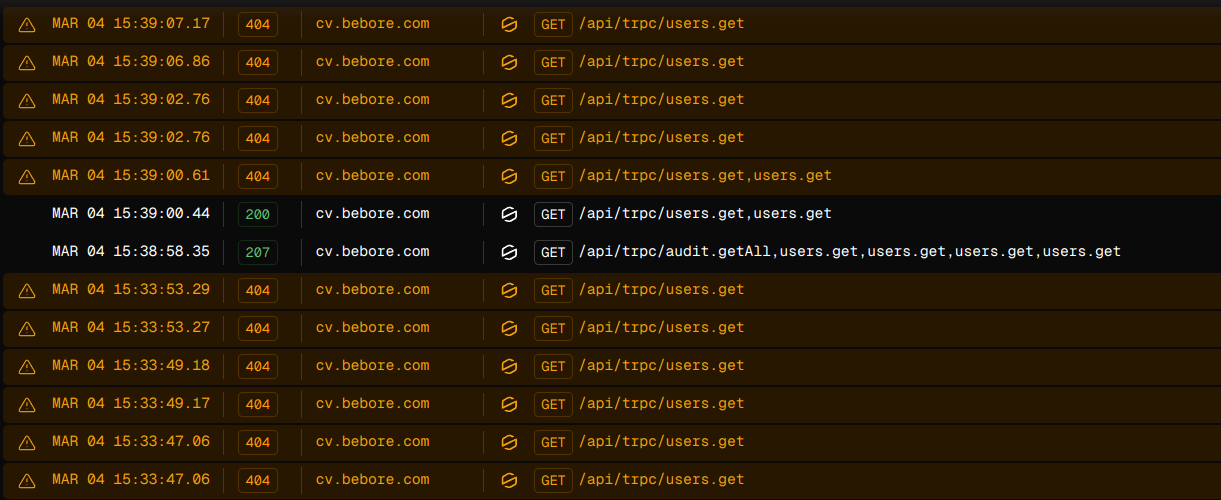 MAR 04 15:39:07.17 404 cv.bebore.com GET /api/trpc/users.get
MAR 04 15:39:06.86 404 cv.bebore.com GET /api/trpc/users.get
MAR 04 15:39:02.76 404 cv.bebore.com GET /api/trpc/users.get
MAR 04 15:39:02.76 404 cv.bebore.com GET /api/trpc/users.get
MAR 04 15:39:00.61 404 cv.bebore.com GET /api/trpc/users.get,users.get
MAR 04 15:39:00.44 200 cv.bebore.com GET /api/trpc/users.get,users.get
MAR 04 15:38:58.35 207 cv.bebore.com GET /api/trpc/audit.getAll,users.get,users.get,users.get,users.get
MAR 04 15:33:53.29 404 cv.bebore.com GET /api/trpc/users.get
MAR 04 15:33:53.27 404 cv.bebore.com GET /api/trpc/users.get
MAR 04 15:33:49.18 404 cv.bebore.com GET /api/trpc/users.get
MAR 04 15:33:49.17 404 cv.bebore.com GET /api/trpc/users.get
MAR 04 15:33:47.06 404 cv.bebore.com GET /api/trpc/users.get
MAR 04 15:33:47.06 404 cv.bebore.com GET /api/trpc/users.get